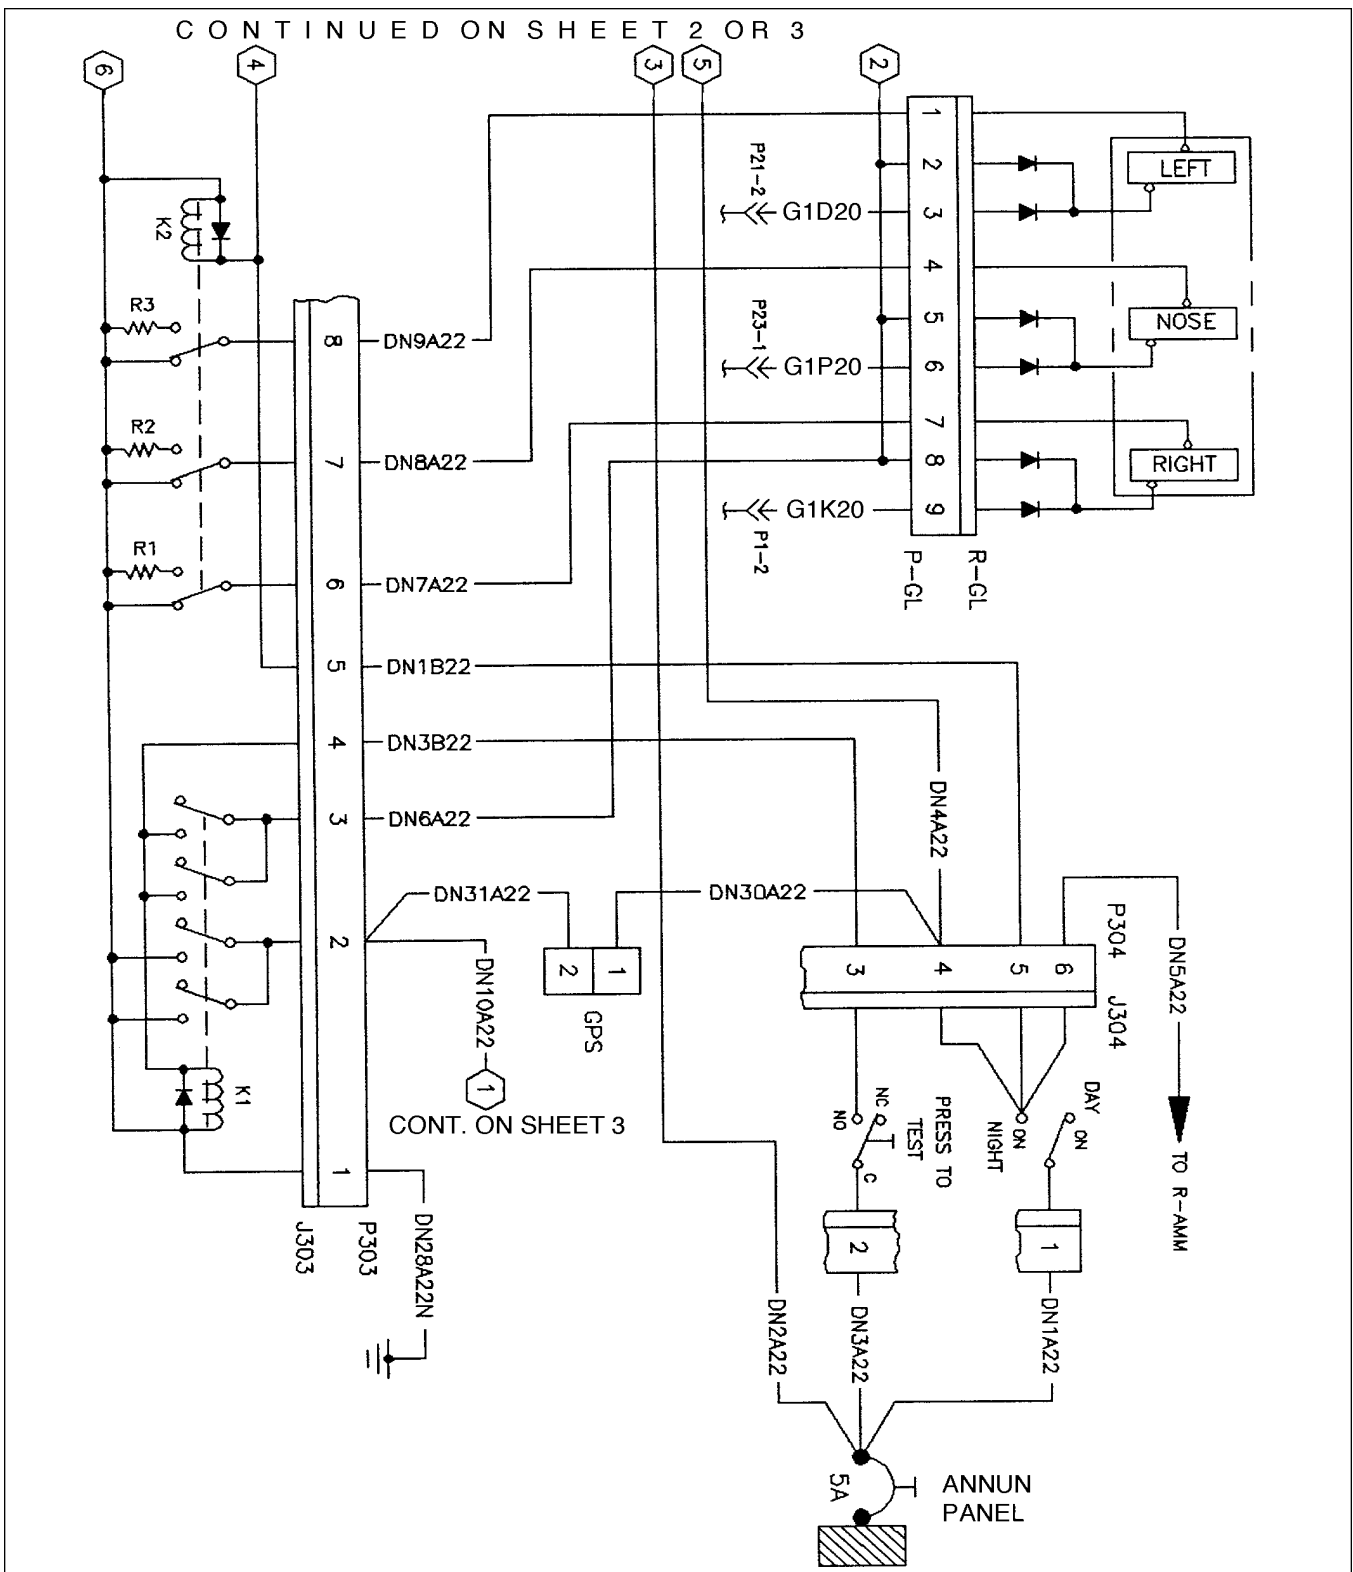 CONTINUED ON SHEET 2 OR 3
6
4
3
5
2
K2
R3
R2
R1
8
7
6
5
4
3
2
1
DN9A22
DN8A22
DN7A22
DN1B22
DN3B22
DN6A22
DN31A22
DN10A22
1
CONT. ON SHEET 3
DN28A22N
J303
P303
K1
P21-2
G1D20
P23-1
G1P20
G1K20
P1-2
1
2
3
4
5
6
7
8
9
P-GL
R-GL
LEFT
NOSE
RIGHT
DN4A22
DN30A22
2
1
GPS
3
4
5
6
P304
J304
DN5A22
TO R-AMM
NO
NC
C
PRESS TO
TEST
NIGHT
ON
DAY
ON
2
1
DN2A22
DN3A22
DN1A22
5A
ANNUN
PANEL